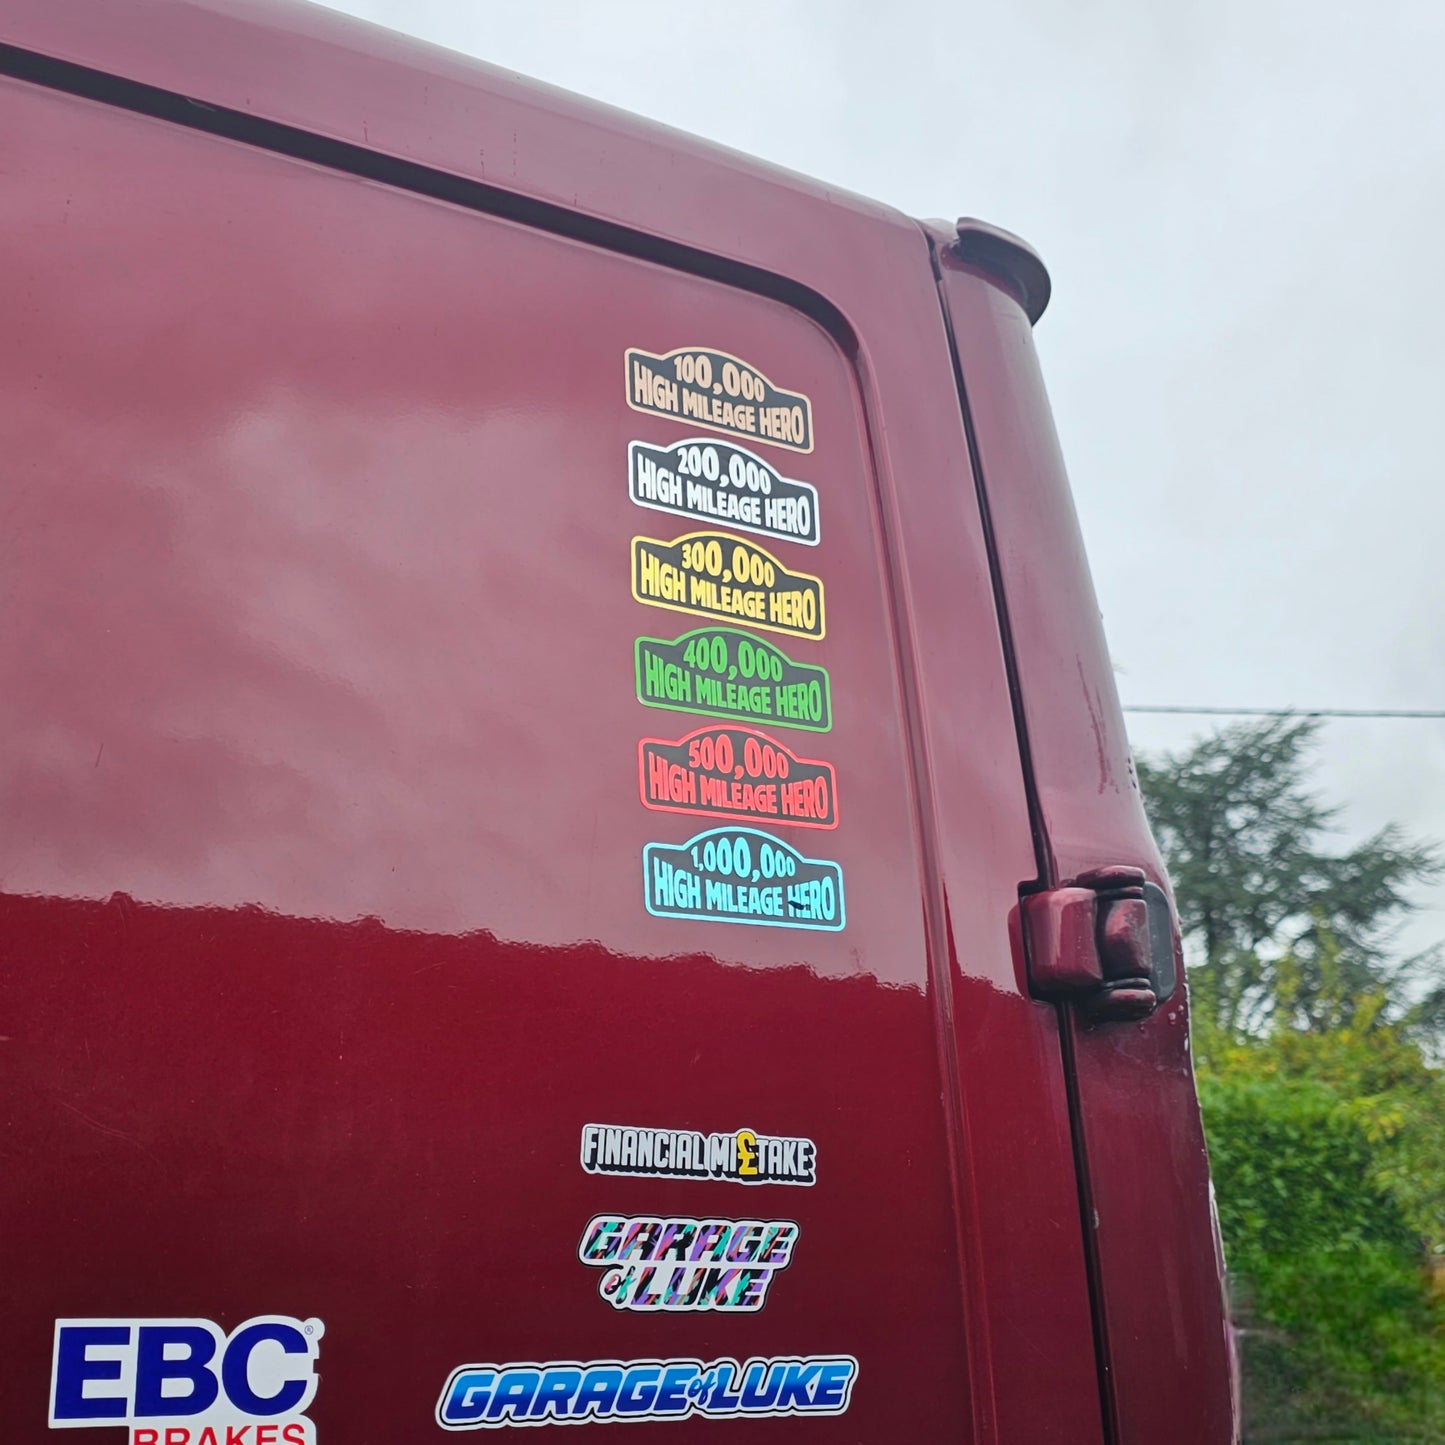 100,000
HIGH MILEAGE HERO
200,000
HIGH MILEAGE HERO
300,000
HIGH MILEAGE HERO
400,000
HIGH MILEAGE HERO
500,000
HIGH MILEAGE HERO
1,000,000
HIGH MILEAGE HERO
FINANCIAL MI£TAKE
GARAGE
of LUKE
EBC®
BRAKES
GARAGE of LUKE